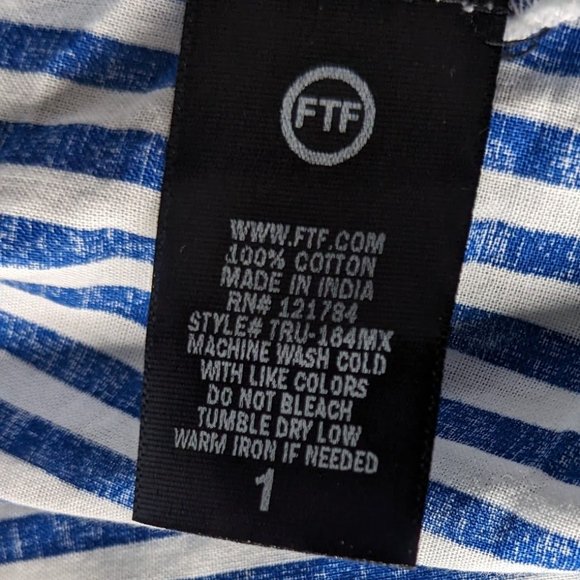 FTF
WWW.FTF.COM
100% COTTON
MADE IN INDIA
RN# 121784
STYLE# TRU-184MX
MACHINE WASH COLD
WITH LIKE COLORS
DO NOT BLEACH
TUMBLE DRY LOW
WARM IRON IF NEEDED
1